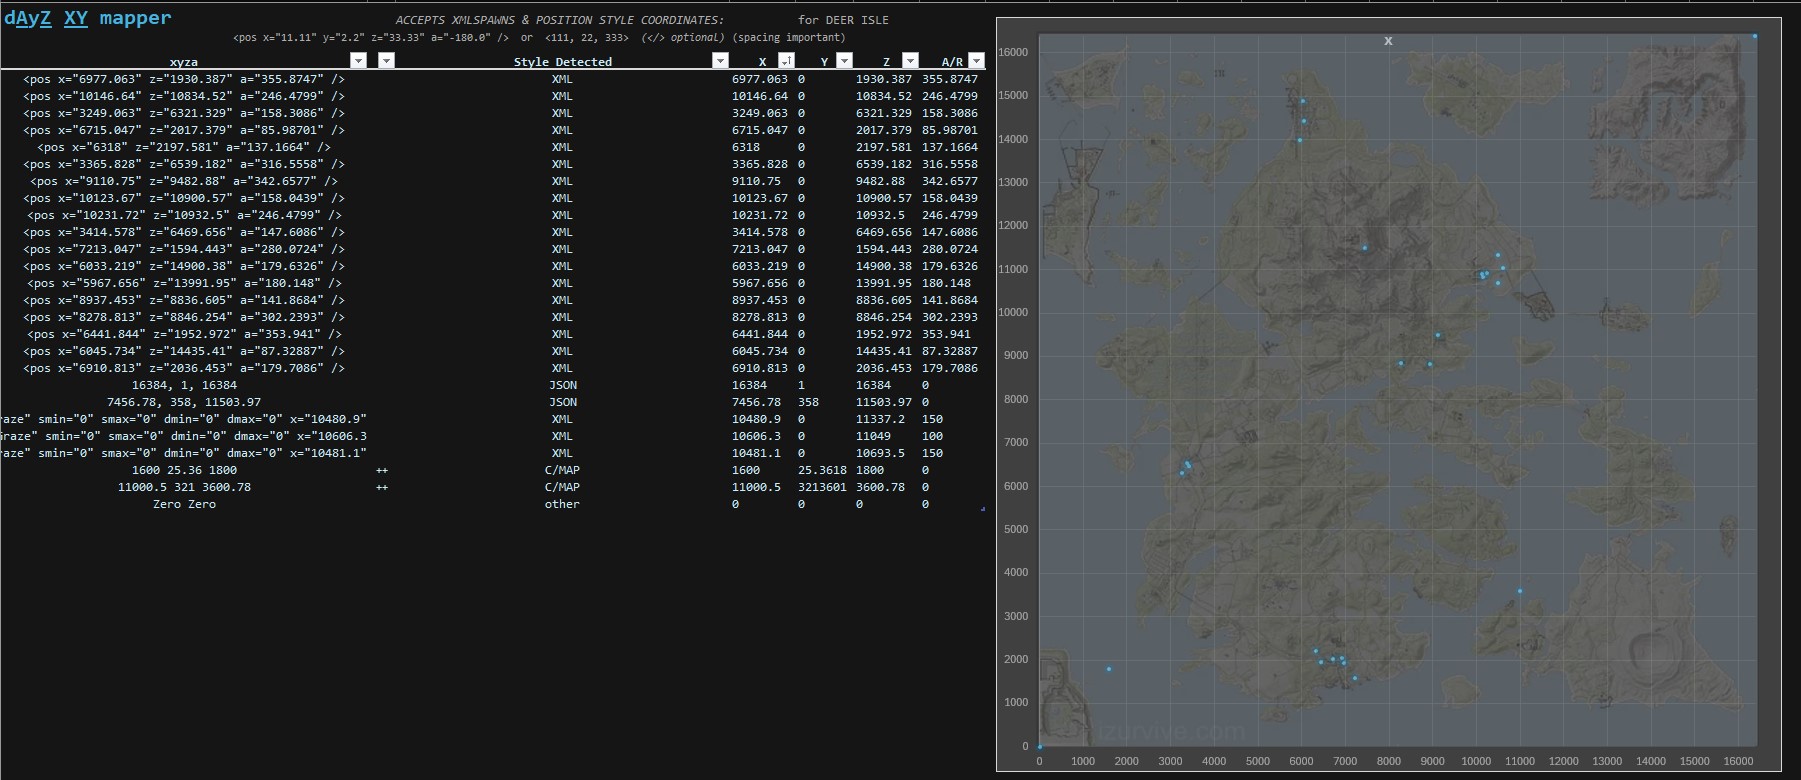 dAyZ XY mapper
ACCEPTS XMLSPAWNS & POSITION STYLE COORDINATES: for DEER ISLE
<pos x="11.11" y="2.2" z="33.33" a="-180.0" /> or <111, 22, 333> (</> optional) (spacing important)
xyza Style Detected X Y Z A/R
<pos x="6977.063" z="1930.387" a="355.8747" /> XML 6977.063 0 1930.387 355.8747
<pos x="10146.64" z="10834.52" a="246.4799" /> XML 10146.64 0 10834.52 246.4799
<pos x="3249.063" z="6321.329" a="158.3086" /> XML 3249.063 0 6321.329 158.3086
<pos x="6715.047" z="2017.379" a="85.98701" /> XML 6715.047 0 2017.379 85.98701
<pos x="6318" z="2197.581" a="137.1664" /> XML 6318 0 2197.581 137.1664
<pos x="3365.828" z="6539.182" a="316.5558" /> XML 3365.828 0 6539.182 316.5558
<pos x="9110.75" z="9482.88" a="342.6577" /> XML 9110.75 0 9482.88 342.6577
<pos x="10123.67" z="10900.57" a="158.0439" /> XML 10123.67 0 10900.57 158.0439
<pos x="10231.72" z="10932.5" a="246.4799" /> XML 10231.72 0 10932.5 246.4799
<pos x="3414.578" z="6469.656" a="147.6086" /> XML 3414.578 0 6469.656 147.6086
<pos x="7213.047" z="1594.443" a="280.0724" /> XML 7213.047 0 1594.443 280.0724
<pos x="6033.219" z="14900.38" a="179.6326" /> XML 6033.219 0 14900.38 179.6326
<pos x="5967.656" z="13991.95" a="180.148" /> XML 5967.656 0 13991.95 180.148
<pos x="8937.453" z="8836.605" a="141.8684" /> XML 8937.453 0 8836.605 141.8684
<pos x="8278.813" z="8846.254" a="302.2393" /> XML 8278.813 0 8846.254 302.2393
<pos x="6441.844" z="1952.972" a="353.941" /> XML 6441.844 0 1952.972 353.941
<pos x="6045.734" z="14435.41" a="87.32887" /> XML 6045.734 0 14435.41 87.32887
<pos x="6910.813" z="2036.453" a="179.7086" /> XML 6910.813 0 2036.453 179.7086
16384, 1, 16384 JSON 16384 1 16384 0
7456.78, 358, 11503.97 JSON 7456.78 358 11503.97 0
raze" smin="0" smax="0" dmin="0" dmax="0" x="10480.9" XML 10480.9 0 11337.2 150
raze" smin="0" smax="0" dmin="0" dmax="0" x="10606.3 XML 10606.3 0 11049 100
raze" smin="0" smax="0" dmin="0" dmax="0" x="10481.1" XML 10481.1 0 10693.5 150
1600 25.36 1800 ++ C/MAP 1600 25.3618 1800 0
11000.5 321 3600.78 ++ C/MAP 11000.5 3213601 3600.78 0
Zero Zero other 0 0 0 0
X
16000
15000
14000
13000
12000
11000
10000
9000
8000
7000
6000
5000
4000
3000
2000
1000
0
izurvive.com
0 1000 2000 3000 4000 5000 6000 7000 8000 9000 10000 11000 12000 13000 14000 15000 16000